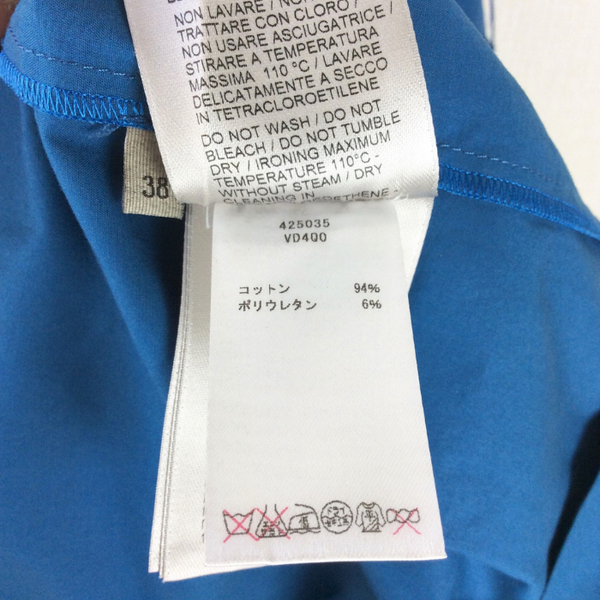 NON LAVARE / NON
TRATTARE CON CLORO /
NON USARE ASCIUGATRICE /
STIRARE A TEMPERATURA
MASSIMA 110°C / LAVARE
DELICATAMENTE A SECCO
IN TETRACLOROETILENE
DO NOT WASH / DO NOT
BLEACH / DO NOT TUMBLE
DRY / IRONING MAXIMUM
TEMPERATURE 110°C -
WITHOUT STEAM / DRY
CLEANING IN
38
425035
VD400
コットン 94%
ポリウレタン 6%